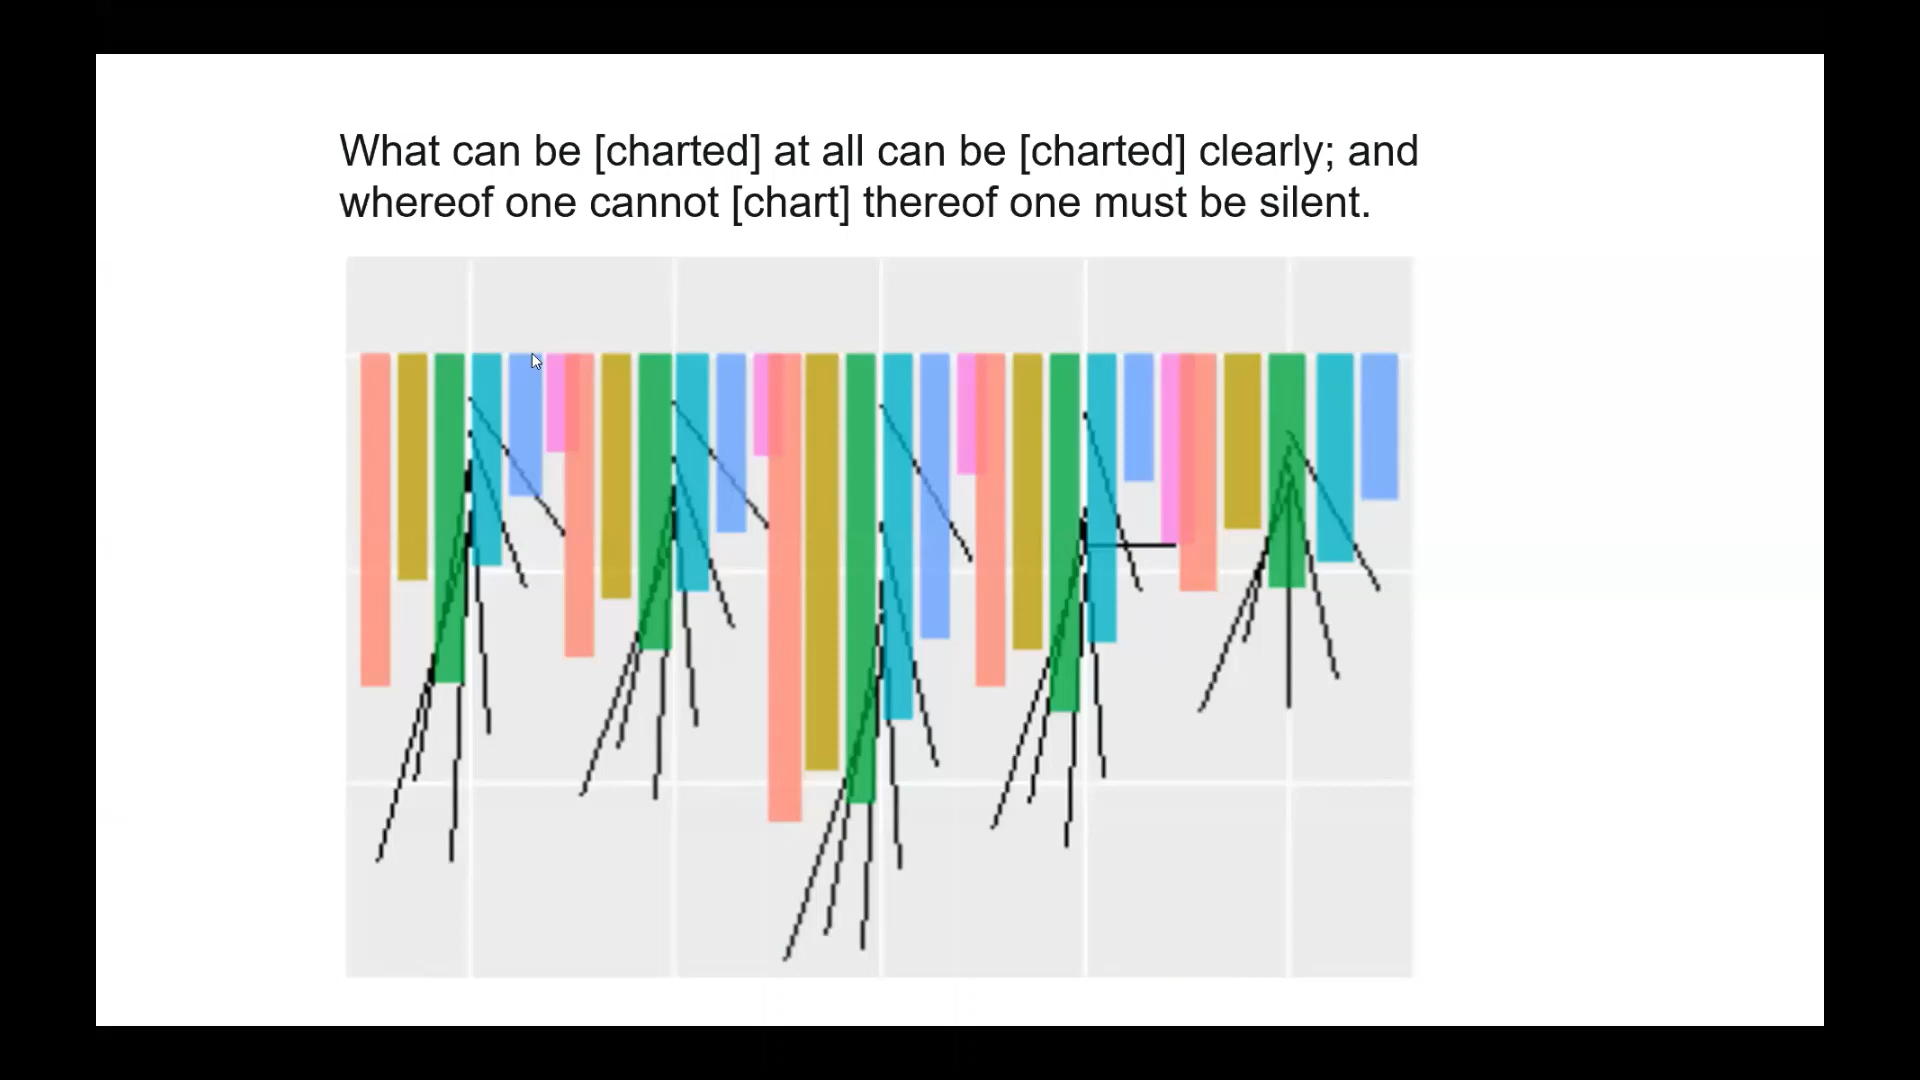 What can be [charted] at all can be [charted] clearly; and
whereof one cannot [chart] thereof one must be silent.